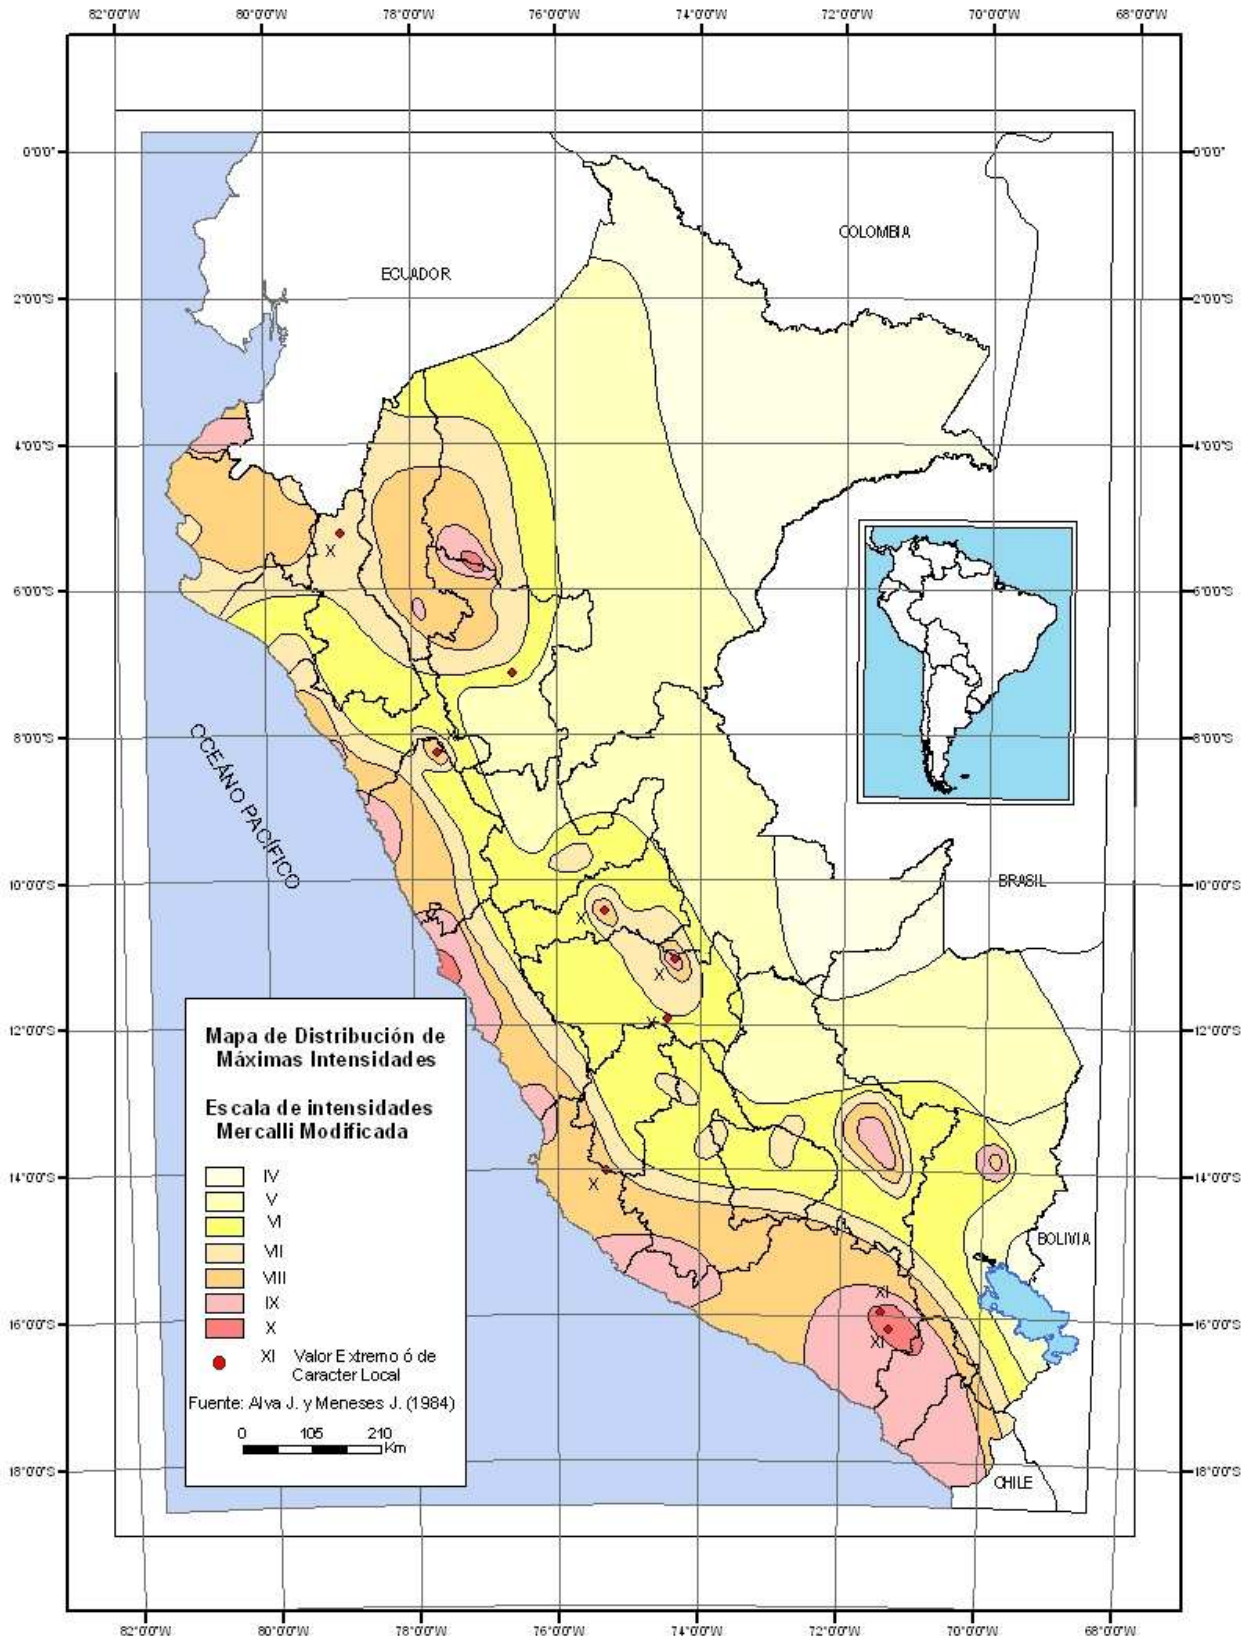 82°0'0"W 80°0'0"W 78°0'0"W 76°0'0"W 74°0'0"W 72°0'0"W 70°0'0"W 68°0'0"W
0°0'0" 0°0'0"
COLOMBIA
ECUADOR
2°0'0"S 2°0'0"S
4°0'0"S 4°0'0"S
X
6°0'0"S 6°0'0"S
8°0'0"S 8°0'0"S
X
OCEÁNO PACÍFICO
BRASIL
10°0'0"S 10°0'0"S
X
X
X
12°0'0"S 12°0'0"S
Mapa de Distribución de
Máximas Intensidades
Escala de intensidades
Mercalli Modificada
IV
V
VI
VII
VIII
IX
X
XI Valor Extremo ó de
Caracter Local
Fuente: Alva J. y Meneses J. (1984)
0 105 210
Km
14°0'0"S 14°0'0"S
X
BOLIVIA
XI
16°0'0"S 16°0'0"S
XI
18°0'0"S 18°0'0"S
CHILE
82°0'0"W 80°0'0"W 78°0'0"W 76°0'0"W 74°0'0"W 72°0'0"W 70°0'0"W 68°0'0"W